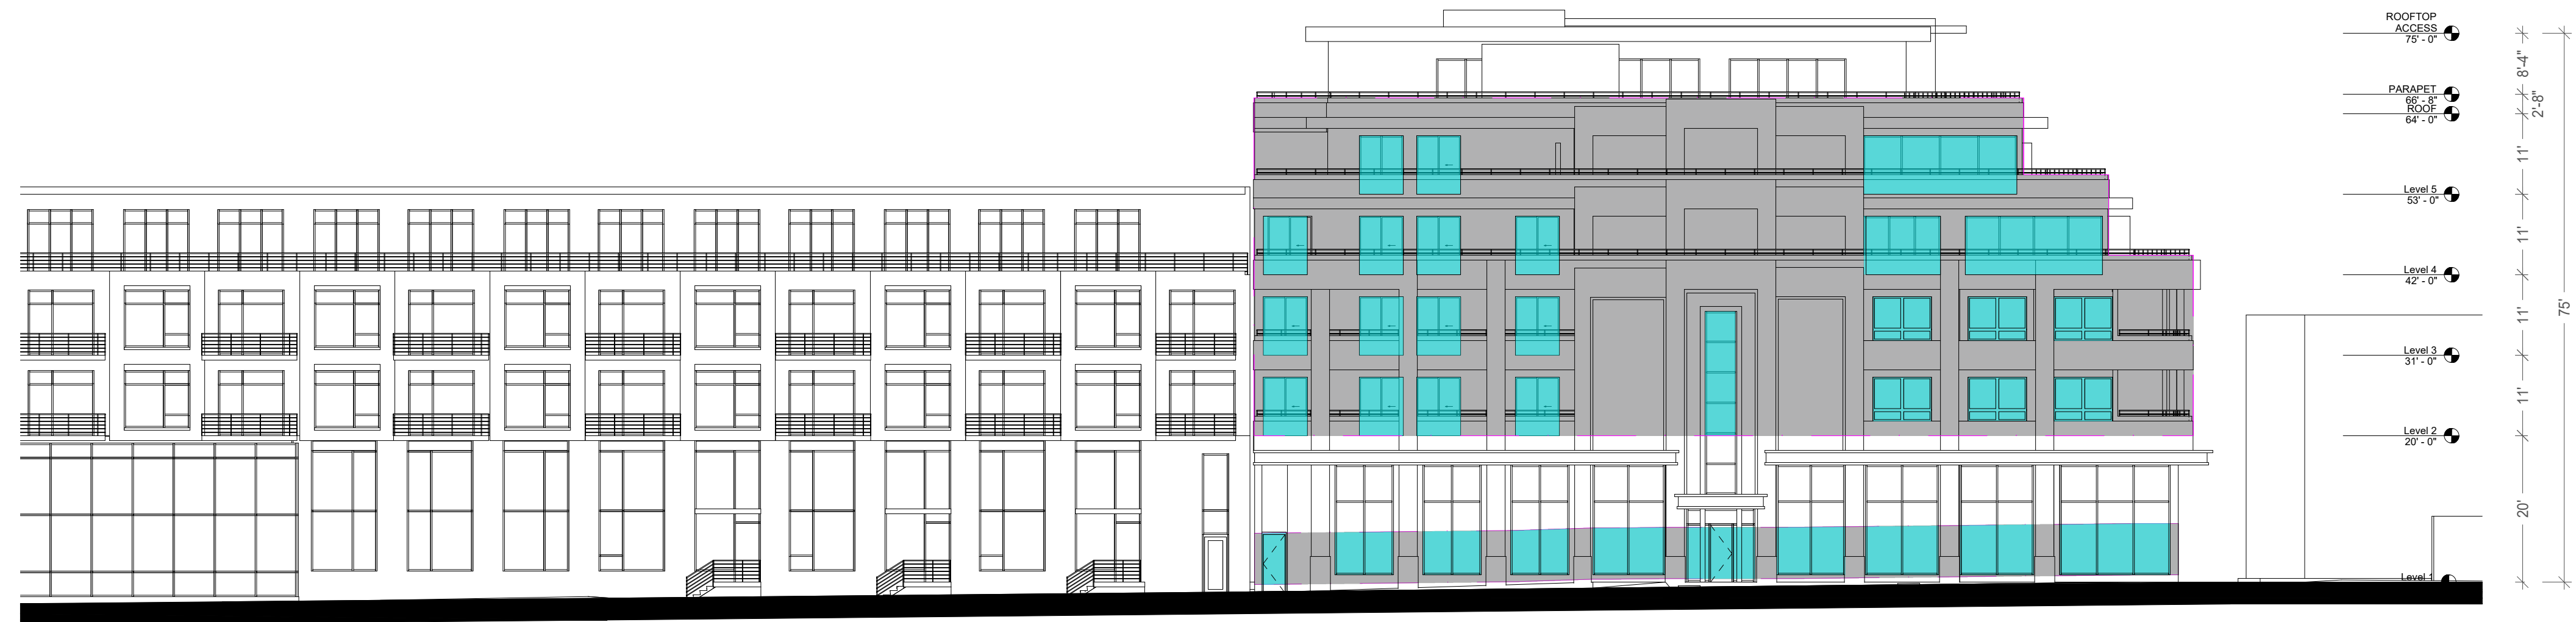 ROOFTOP
ACCESS
75' - 0"
8'-4"
PARAPET
66' - 8"
2'-8"
ROOF
64' - 0"
11'
Level 5
53' - 0"
11'
Level 4
42' - 0"
11'
75'
Level 3
31' - 0"
11'
Level 2
20' - 0"
20'
Level 1